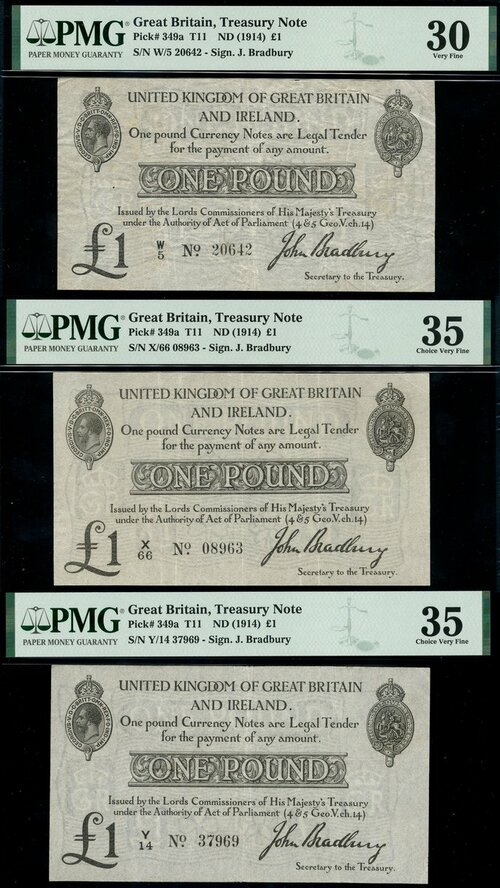 PMG
PAPER MONEY GUARANTY
Great Britain, Treasury Note
Pick# 349a T11 ND (1914) £1
S/N W/5 20642 - Sign. J. Bradbury
30
Very Fine
UNITED KINGDOM OF GREAT BRITAIN
AND IRELAND.
One pound Currency Notes are Legal Tender
for the payment of any amount.
ONE POUND
Issued by the Lords Commissioners of His Majesty's Treasury
under the Authority of Act of Parliament (4 & 5 Geo.V.ch.14)
£1 W/5 No 20642 John Bradbury
Secretary to the Treasury.
PMG
PAPER MONEY GUARANTY
Great Britain, Treasury Note
Pick# 349a T11 ND (1914) £1
S/N X/66 08963 - Sign. J. Bradbury
35
Choice Very Fine
UNITED KINGDOM OF GREAT BRITAIN
AND IRELAND.
One pound Currency Notes are Legal Tender
for the payment of any amount.
ONE POUND
Issued by the Lords Commissioners of His Majesty's Treasury
under the Authority of Act of Parliament (4 & 5 Geo.V.ch.14)
£1 X/66 No 08963 John Bradbury
Secretary to the Treasury.
PMG
PAPER MONEY GUARANTY
Great Britain, Treasury Note
Pick# 349a T11 ND (1914) £1
S/N Y/14 37969 - Sign. J. Bradbury
35
Choice Very Fine
UNITED KINGDOM OF GREAT BRITAIN
AND IRELAND.
One pound Currency Notes are Legal Tender
for the payment of any amount.
ONE POUND
Issued by the Lords Commissioners of His Majesty's Treasury
under the Authority of Act of Parliament (4 & 5 Geo.V.ch.14)
£1 Y/14 No 37969 John Bradbury
Secretary to the Treasury.